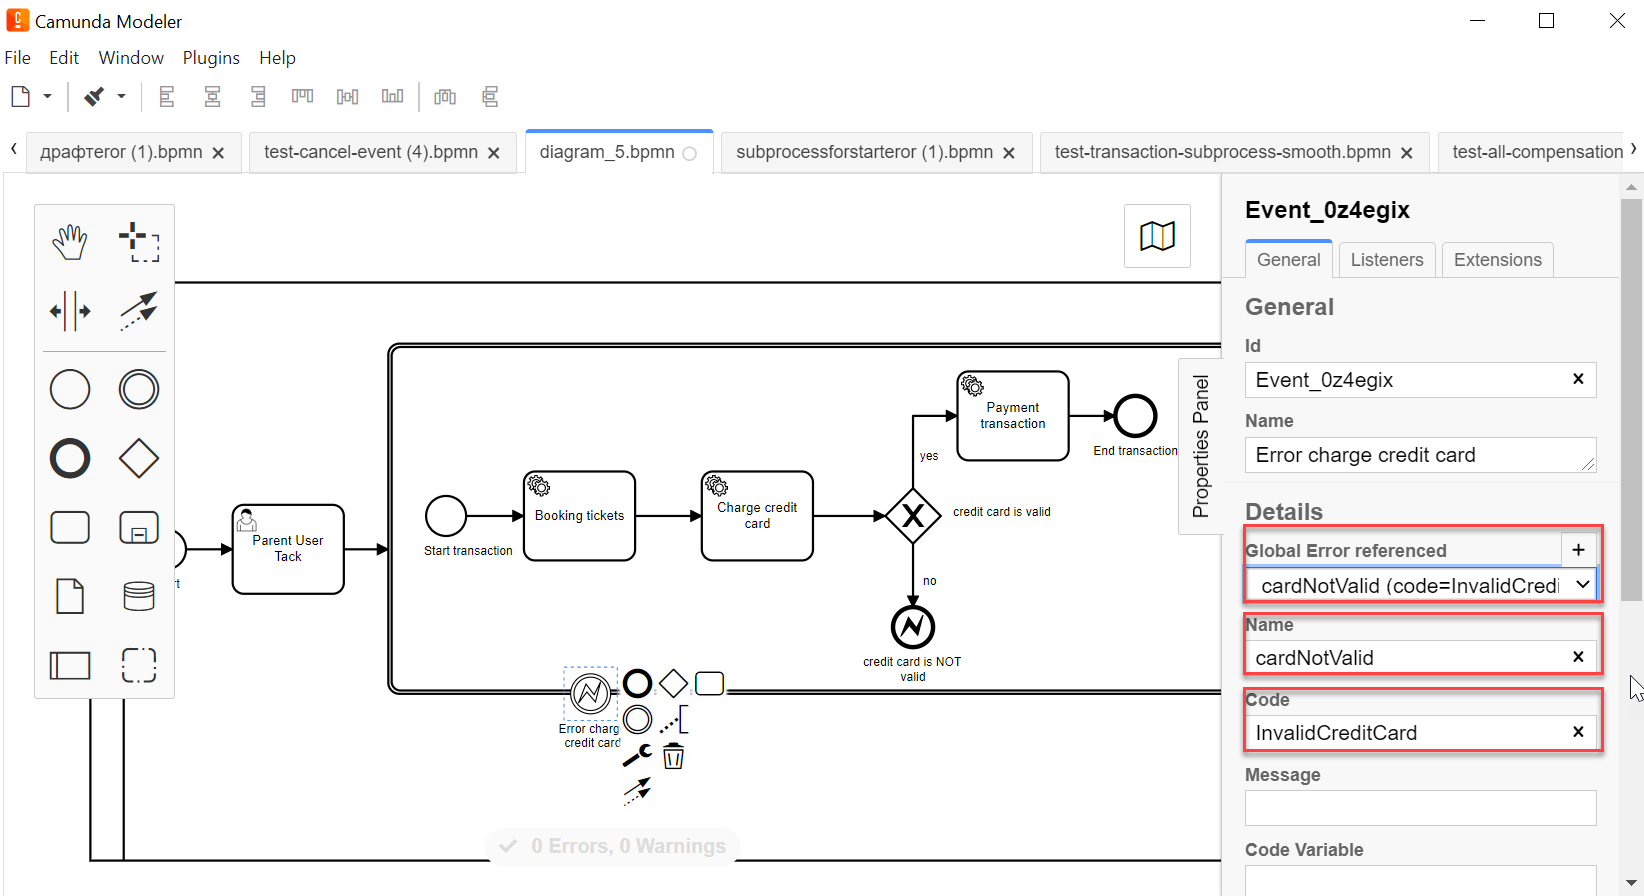 Camunda Modeler
File Edit Window Plugins Help
драфтеror (1).bpmn
test-cancel-event (4).bpmn
diagram_5.bpmn
subprocessforstarteror (1).bpmn
test-transaction-subprocess-smooth.bpmn
test-all-compensation
Parent User
Tack
Start transaction
Booking tickets
Charge credit
card
credit card is valid
yes
no
Payment
transaction
End transaction
credit card is NOT
valid
Error charg
credit card
0 Errors, 0 Warnings
Properties Panel
Event_0z4egix
General
Listeners
Extensions
General
Id
Event_0z4egix
Name
Error charge credit card
Details
Global Error referenced
+
cardNotValid (code=InvalidCredi
Name
cardNotValid
Code
InvalidCreditCard
Message
Code Variable